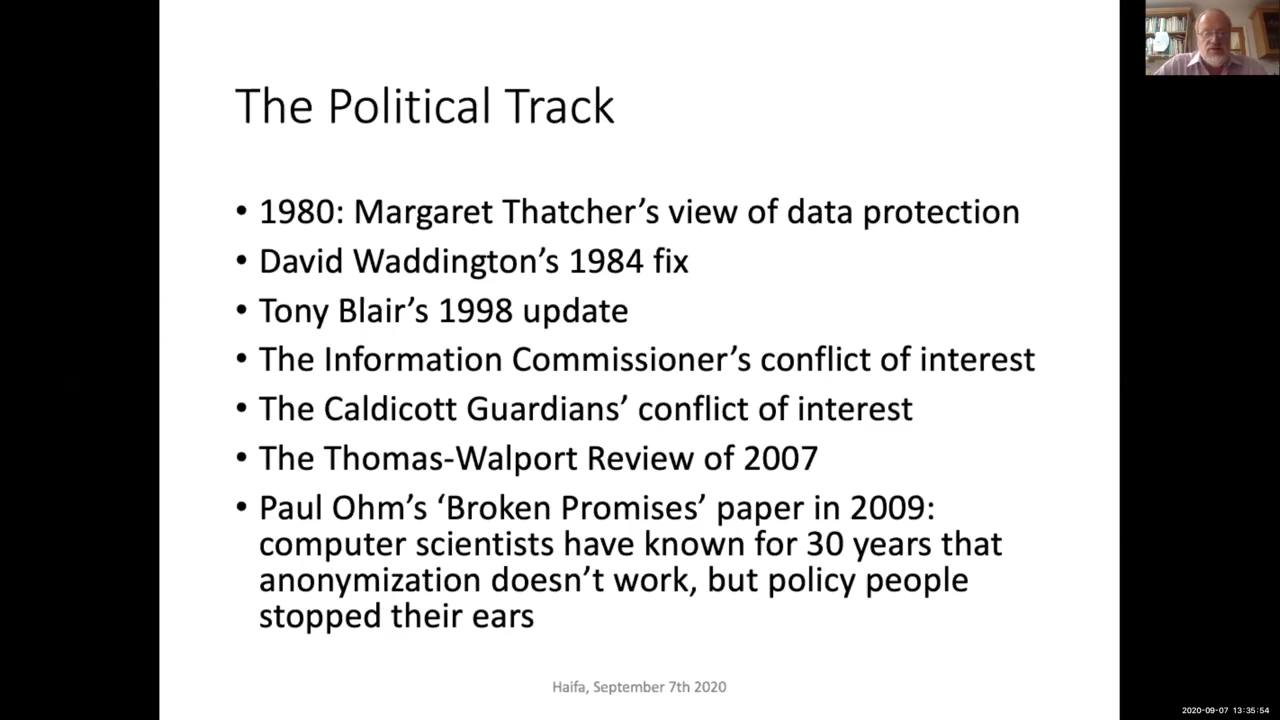 The Political Track
• 1980: Margaret Thatcher’s view of data protection
• David Waddington’s 1984 fix
• Tony Blair’s 1998 update
• The Information Commissioner’s conflict of interest
• The Caldicott Guardians’ conflict of interest
• The Thomas-Walport Review of 2007
• Paul Ohm’s ‘Broken Promises’ paper in 2009:
computer scientists have known for 30 years that
anonymization doesn’t work, but policy people
stopped their ears
Haifa, September 7th 2020
2020-09-07 13:35:54